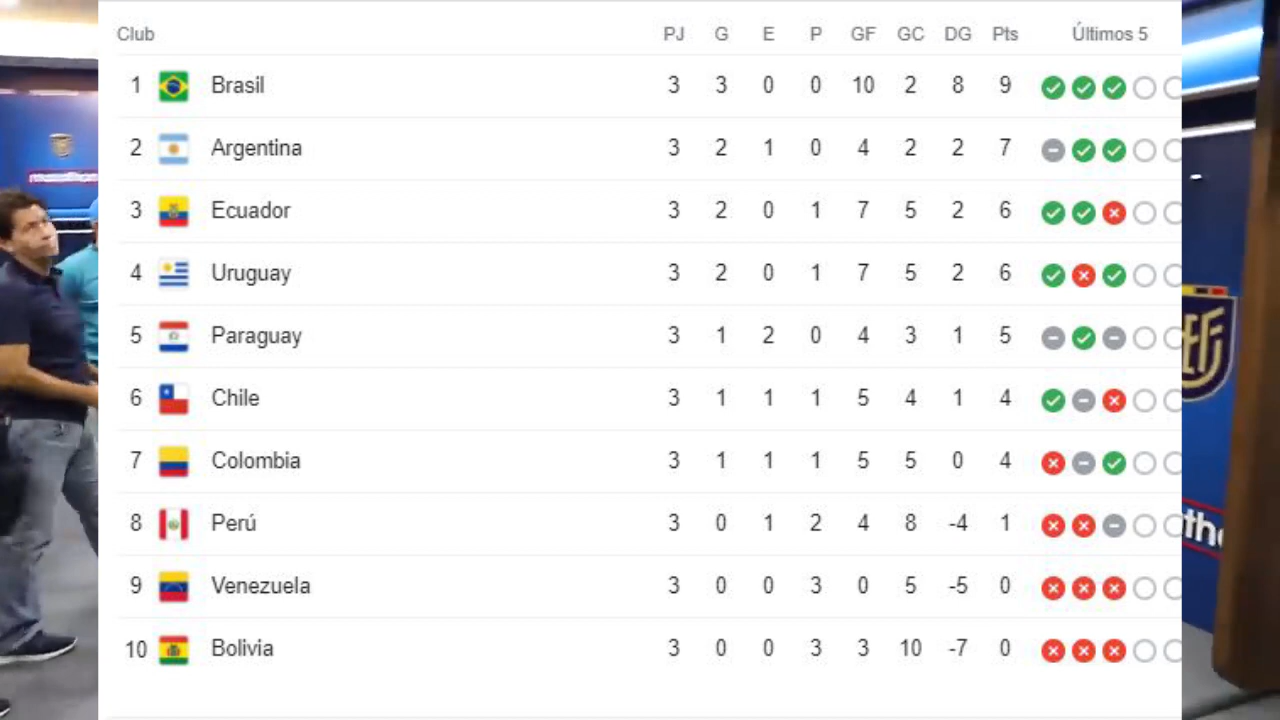 Club PJ G E P GF GC DG Pts Últimos 5
1 Brasil 3 3 0 0 10 2 8 9
2 Argentina 3 2 1 0 4 2 2 7
3 Ecuador 3 2 0 1 7 5 2 6
4 Uruguay 3 2 0 1 7 5 2 6
5 Paraguay 3 1 2 0 4 3 1 5
6 Chile 3 1 1 1 5 4 1 4
7 Colombia 3 1 1 1 5 5 0 4
8 Perú 3 0 1 2 4 8 -4 1
9 Venezuela 3 0 0 3 0 5 -5 0
10 Bolivia 3 0 0 3 3 10 -7 0